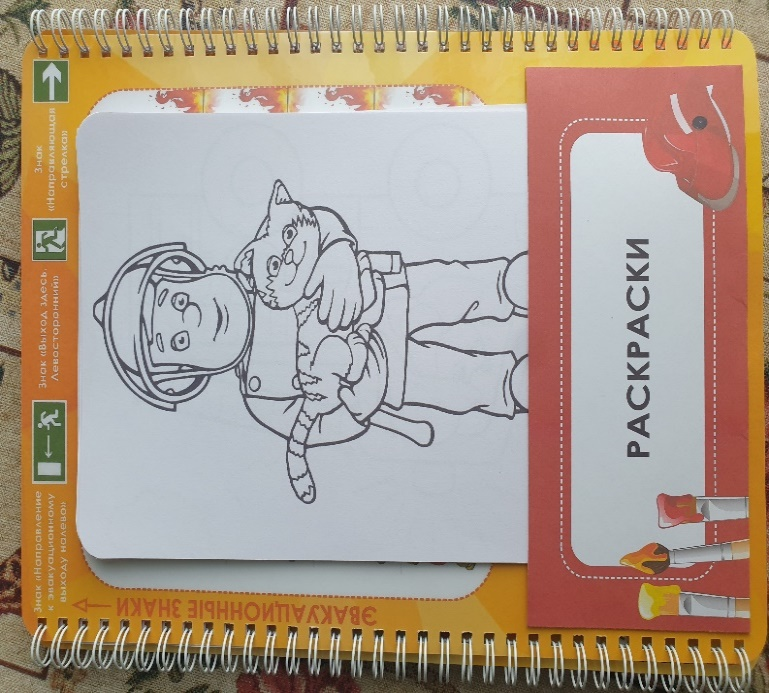 Знак «Направление
к эвакуационному
выходу налево»
Знак «Выход здесь.
Левосторонний»
Знак
«Направляющая
стрелка»
РАСКРАСКИ
ЭВАКУАЦИОННЫЕ ЗНАКИ